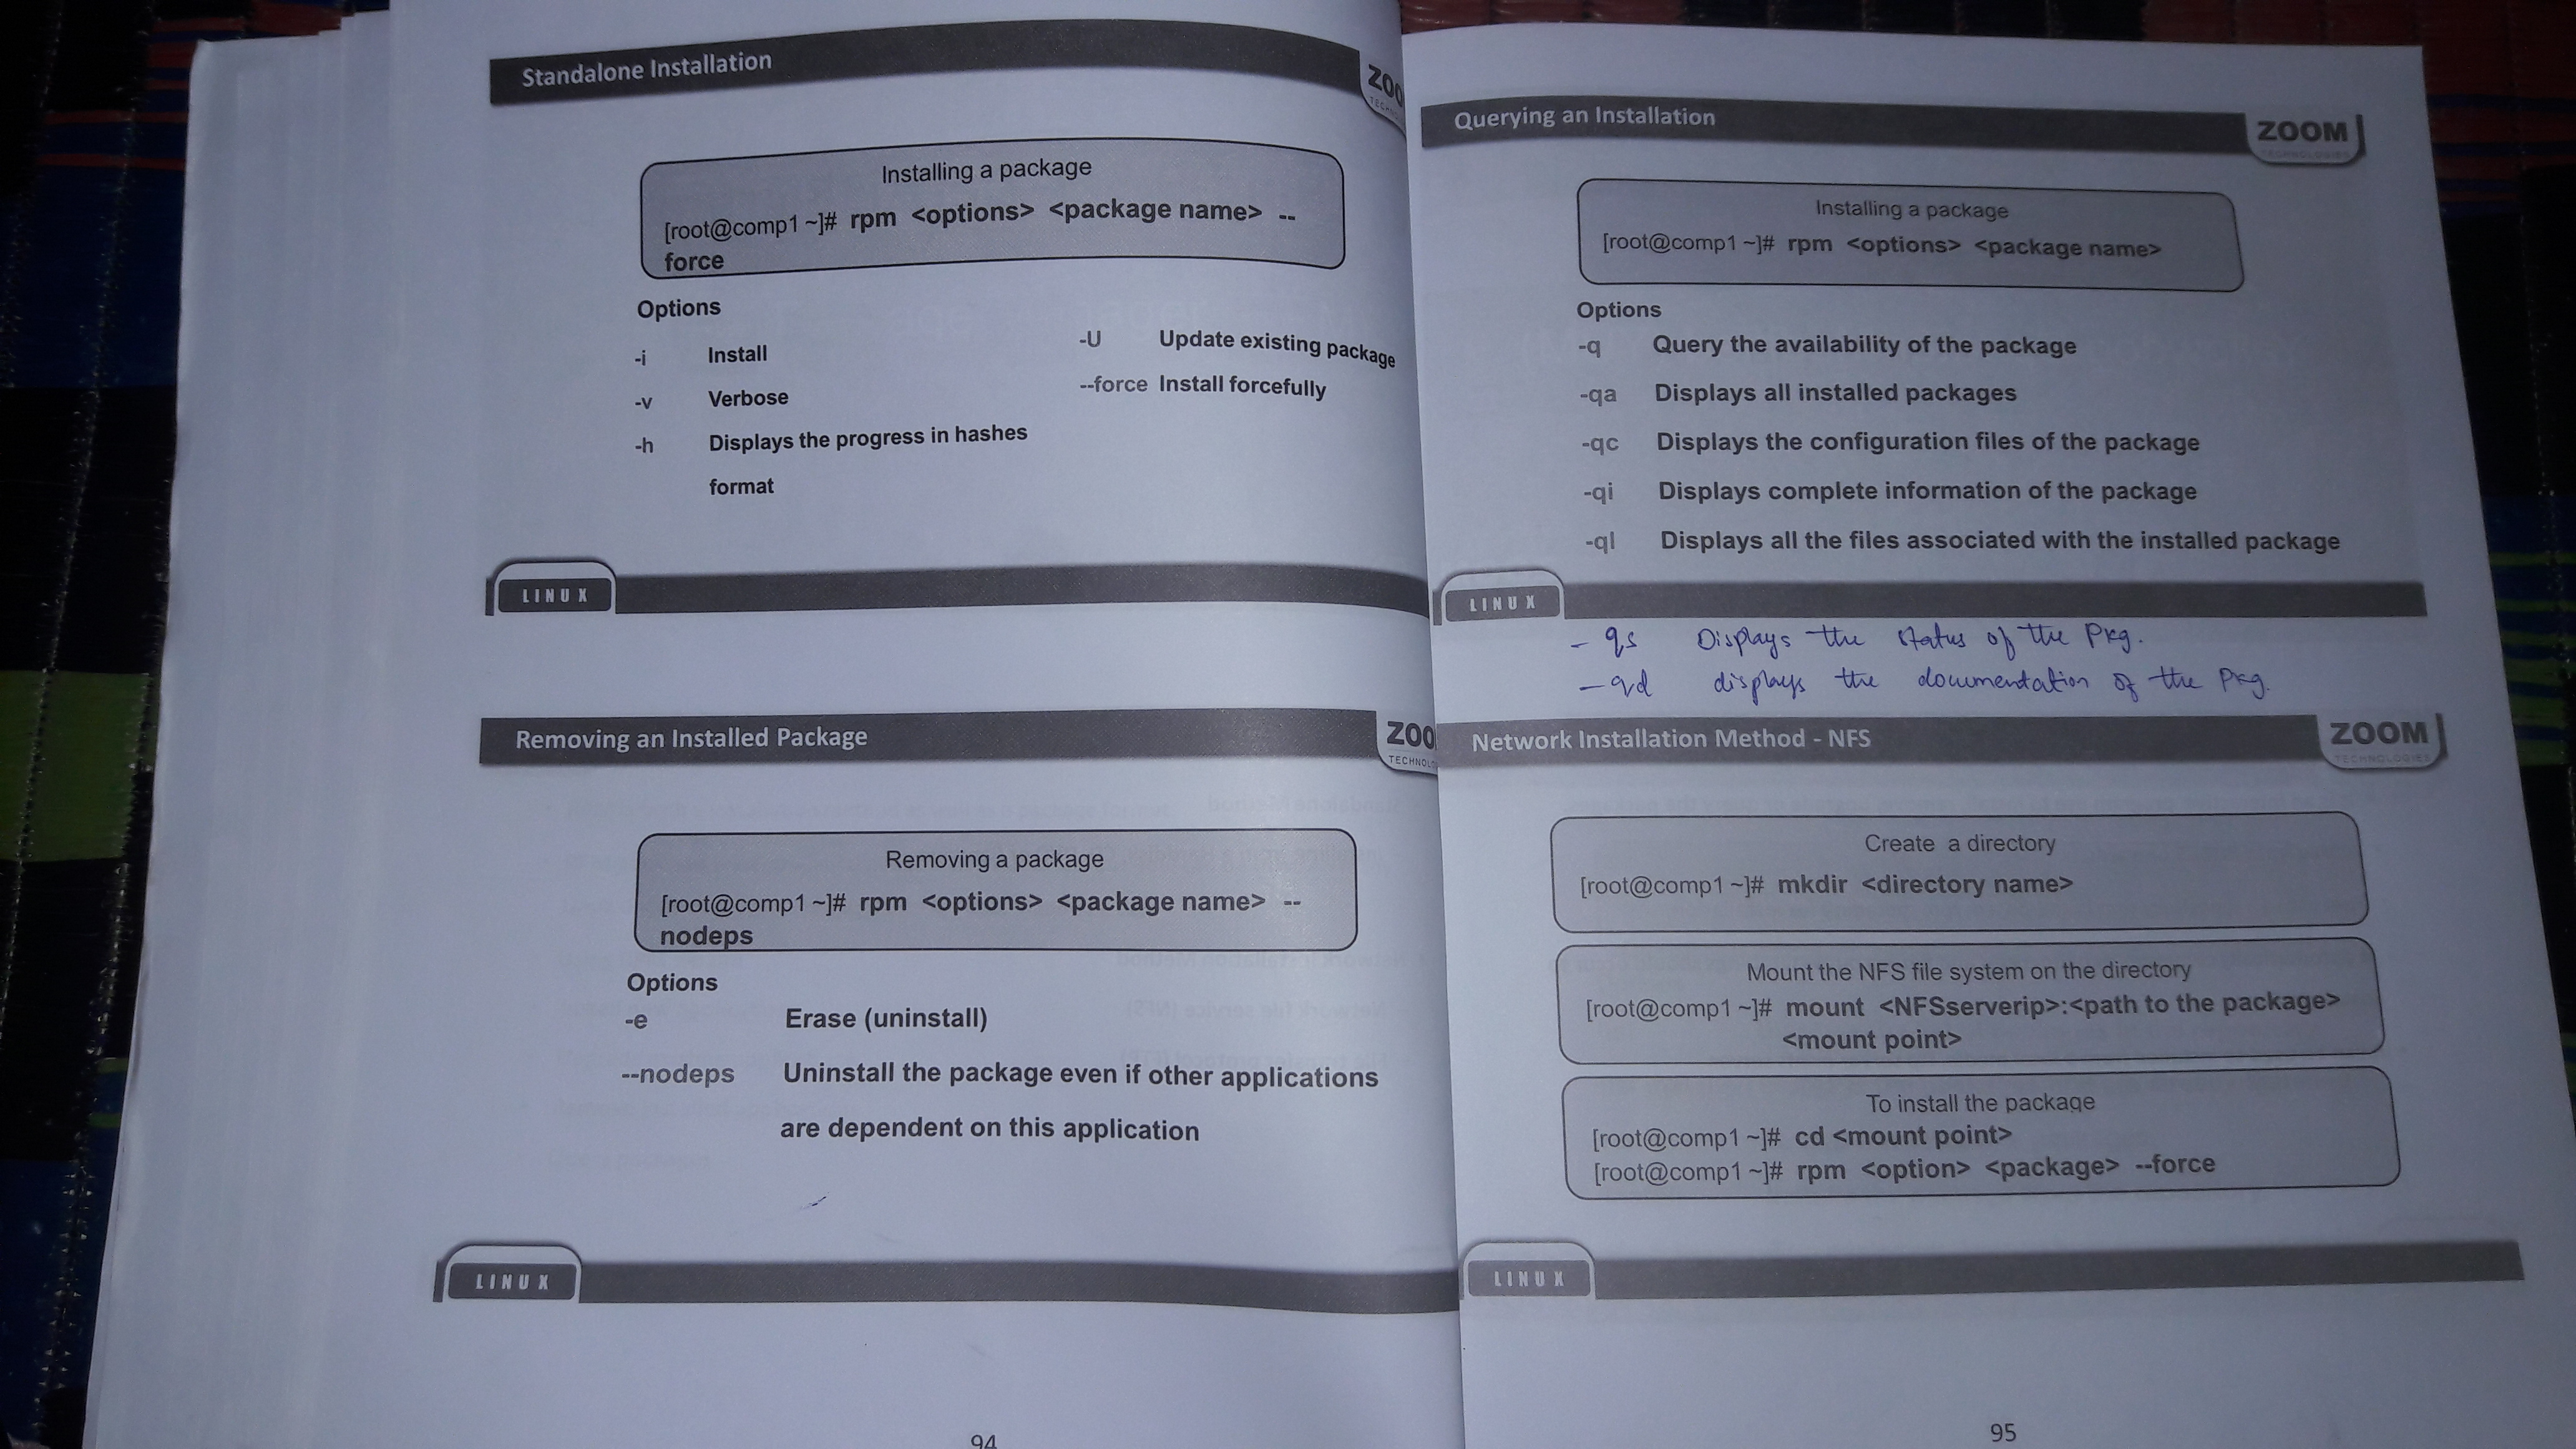 Standalone Installation
ZOO
TECHN
Installing a package
[root@comp1 ~]# rpm <options> <package name> --
force
Options
-i Install
-v Verbose
-h Displays the progress in hashes
format
-U Update existing package
--force Install forcefully
LINUX
Removing an Installed Package
ZOO
TECHNOL
Removing a package
[root@comp1 ~]# rpm <options> <package name> --
nodeps
Options
-e Erase (uninstall)
--nodeps Uninstall the package even if other applications
are dependent on this application
LINUX
94
Querying an Installation
ZOOM
TECHNOLOGIES
Installing a package
[root@comp1 ~]# rpm <options> <package name>
Options
-q Query the availability of the package
-qa Displays all installed packages
-qc Displays the configuration files of the package
-qi Displays complete information of the package
-ql Displays all the files associated with the installed package
LINUX
- qs Displays the status of the Pkg.
- qd displays the documentation of the Pkg.
Network Installation Method - NFS
ZOOM
TECHNOLOGIES
Create a directory
[root@comp1 ~]# mkdir <directory name>
Mount the NFS file system on the directory
[root@comp1 ~]# mount <NFSserverip>:<path to the package>
<mount point>
To install the package
[root@comp1 ~]# cd <mount point>
[root@comp1 ~]# rpm <option> <package> --force
LINUX
95